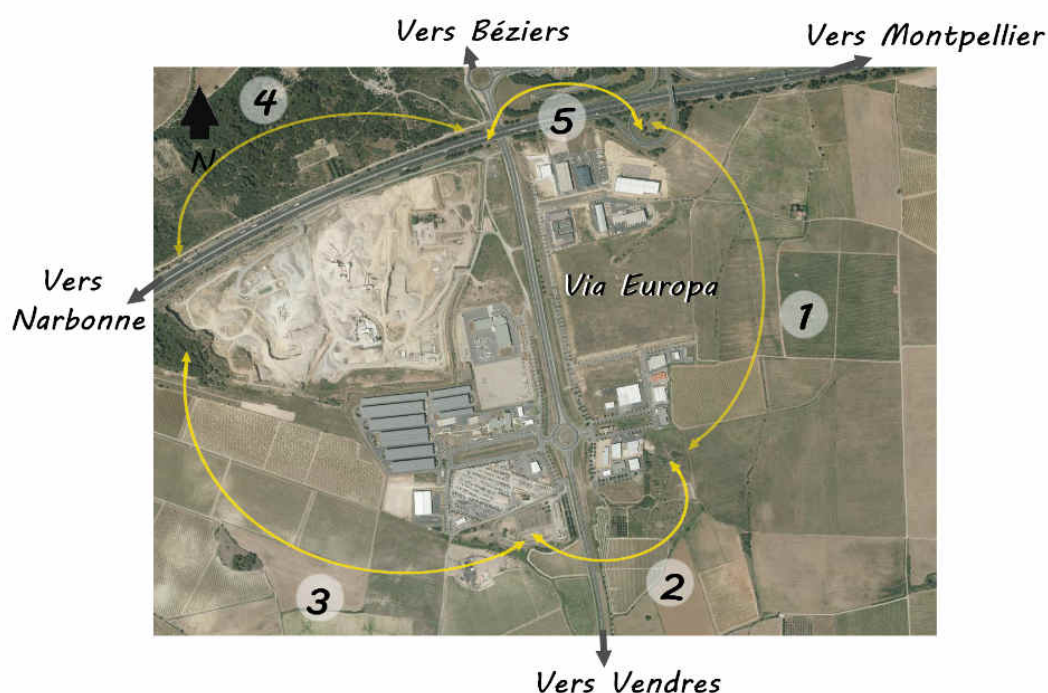 Vers Béziers
Vers Montpellier
4
5
N
Via Europa
Vers
Narbonne
1
3
2
Vers Vendres